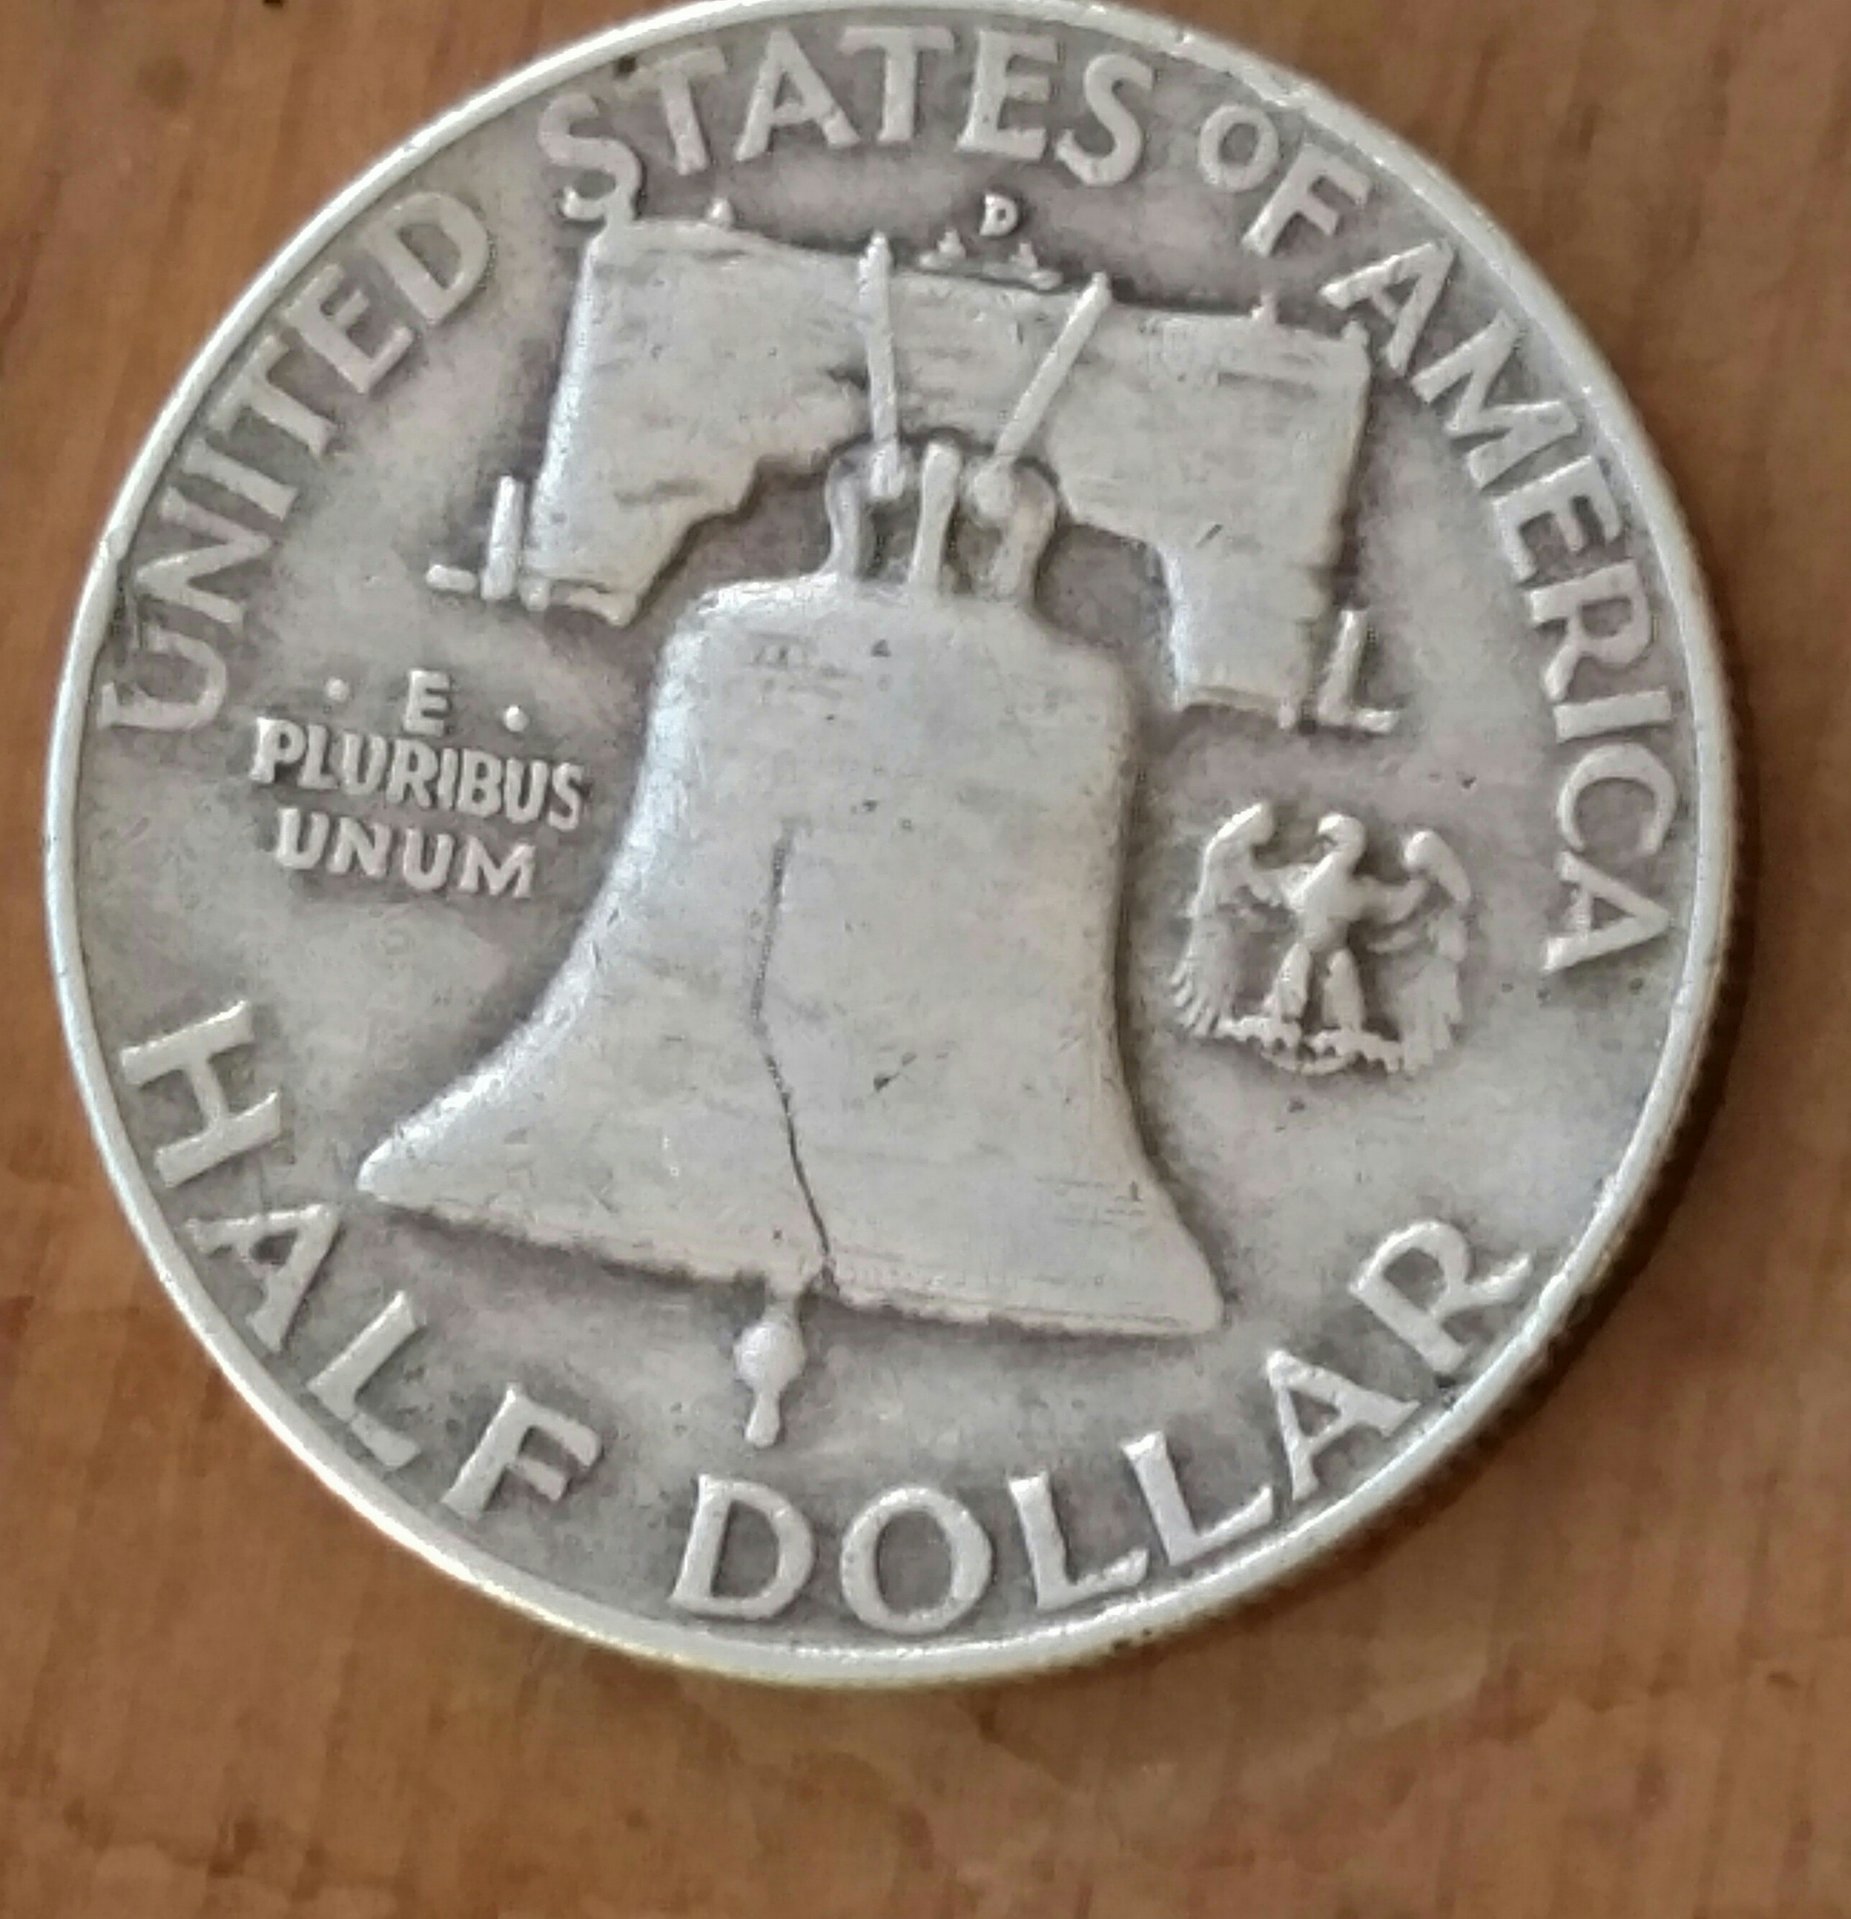 UNITED STATES OF AMERICA
D
· E ·
PLURIBUS
UNUM
HALF DOLLAR